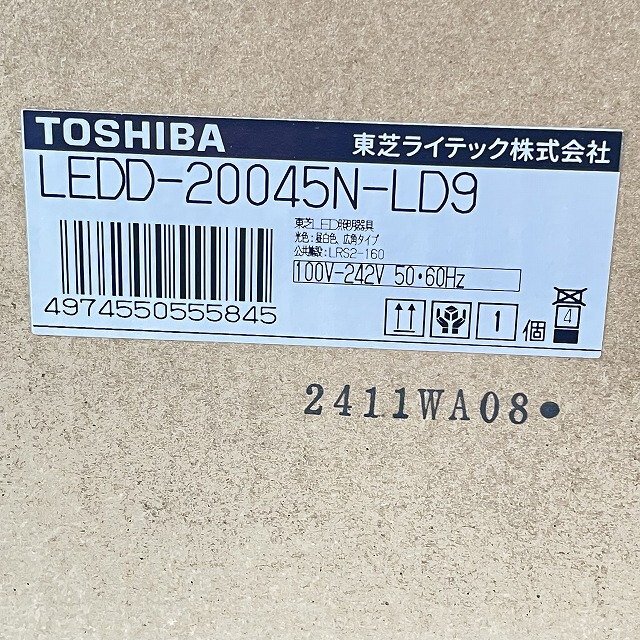 TOSHIBA 東芝ライテック株式会社
LEDD-20045N-LD9
東芝LED照明器具
光色:昼白色、広角タイプ
公共施設:LRS2-160
100V-242V 50・60Hz
4974550555845
1個
4
2411WA08●